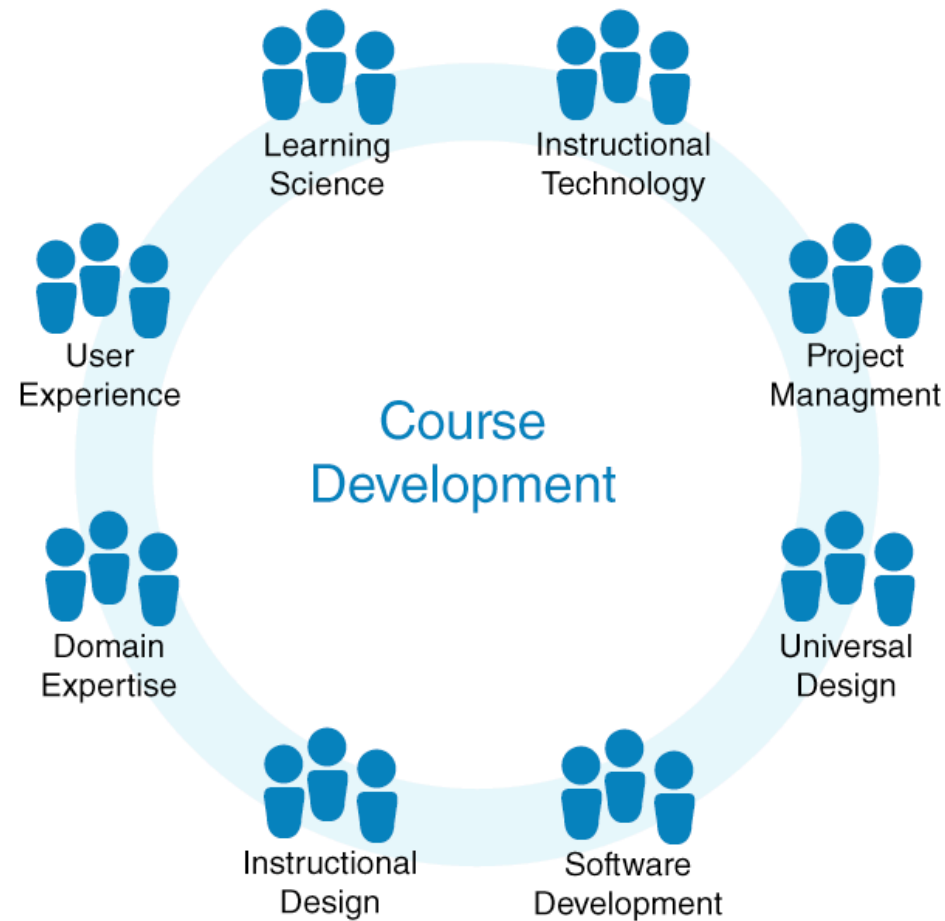 Learning
Science
Instructional
Technology
User
Experience
Project
Managment
Course
Development
Domain
Expertise
Universal
Design
Instructional
Design
Software
Development